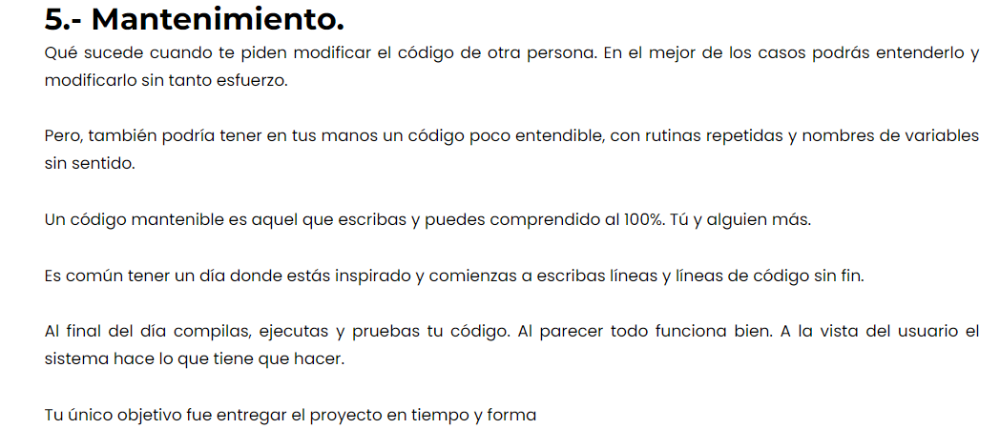 5.- Mantenimiento.
Qué sucede cuando te piden modificar el código de otra persona. En el mejor de los casos podrás entenderlo y
modificarlo sin tanto esfuerzo.
Pero, también podría tener en tus manos un código poco entendible, con rutinas repetidas y nombres de variables
sin sentido.
Un código mantenible es aquel que escribas y puedes comprendido al 100%. Tú y alguien más.
Es común tener un día donde estás inspirado y comienzas a escribas líneas y líneas de código sin fin.
Al final del día compilas, ejecutas y pruebas tu código. Al parecer todo funciona bien. A la vista del usuario el
sistema hace lo que tiene que hacer.
Tu único objetivo fue entregar el proyecto en tiempo y forma